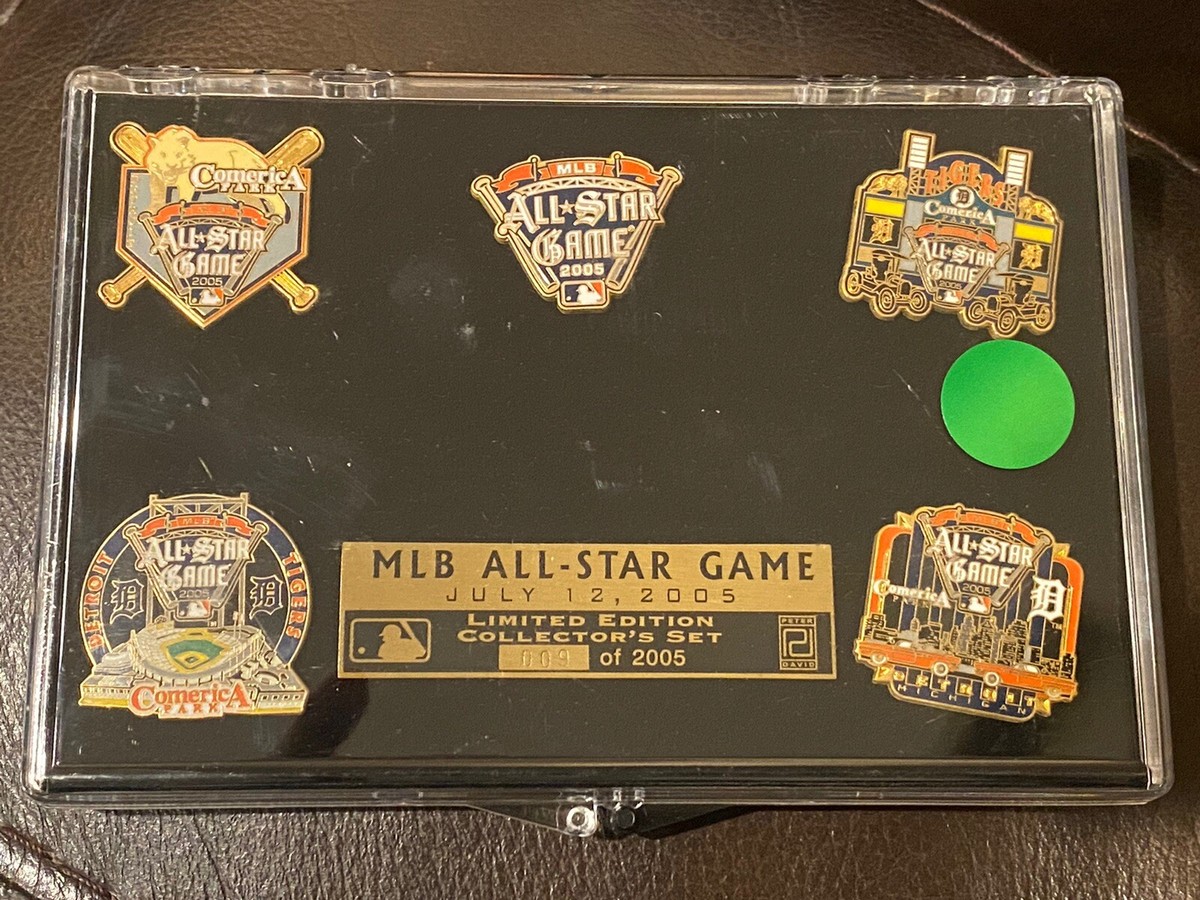 ComericA
PARK
ALL★STAR
GAME
2005
MLB
ALL★STAR
GAME
2005
TIGERS
D
ComericA
PARK
D
D
ALL★STAR
GAME
2005
MLB
ALL★STAR
GAME
2005
DETROIT
TIGERS
D
D
ComericA
PARK
MLB ALL-STAR GAME
JULY 12, 2005
LIMITED EDITION
COLLECTOR'S SET
009 of 2005
PETER
DAVID
ALL★STAR
GAME
2005
ComericA
PARK
D
DETROIT
MICHIGAN